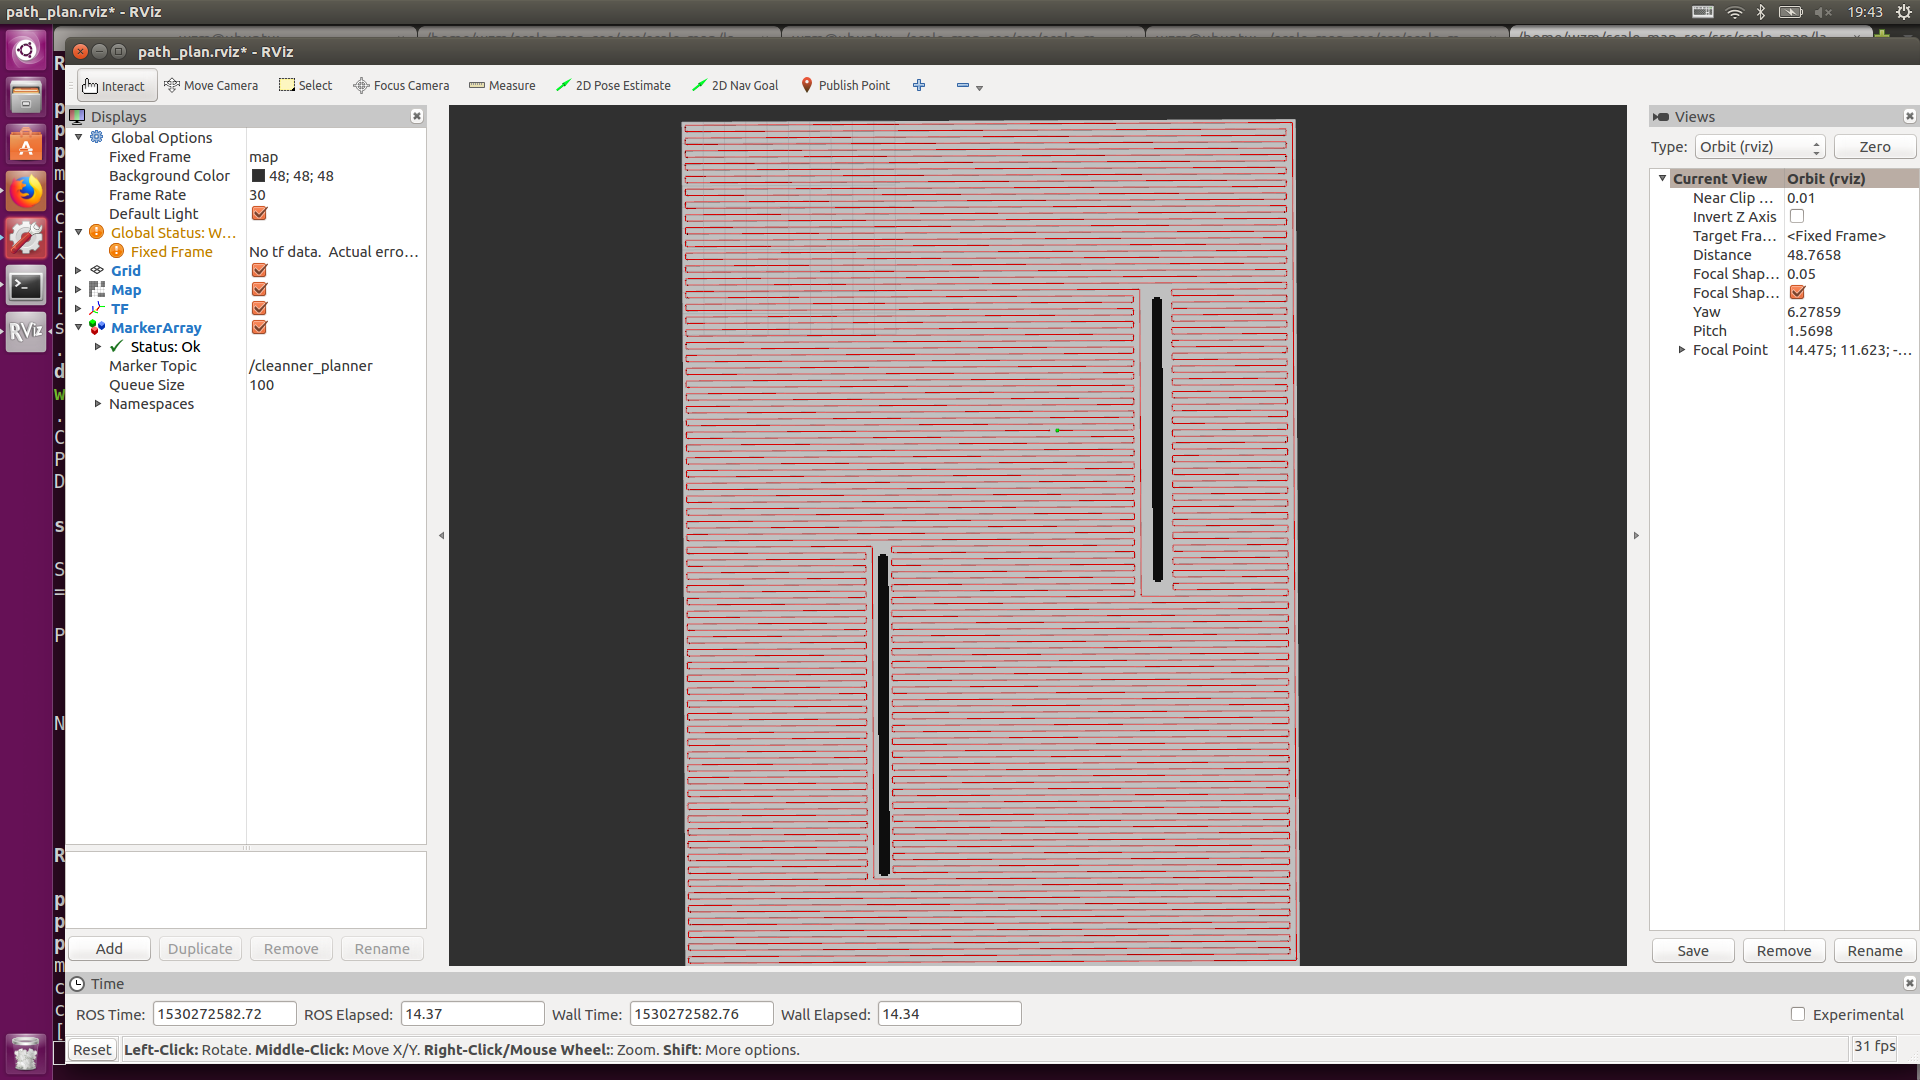 path_plan.rviz* - RViz
19:43
path_plan.rviz* - RViz
Interact
Move Camera
Select
Focus Camera
Measure
2D Pose Estimate
2D Nav Goal
Publish Point
Displays
Global Options
Fixed Frame map
Background Color 48; 48; 48
Frame Rate 30
Default Light
Global Status: W...
Fixed Frame No tf data. Actual erro...
Grid
Map
TF
MarkerArray
Status: Ok
Marker Topic /cleanner_planner
Queue Size 100
Namespaces
Add
Duplicate
Remove
Rename
Views
Type: Orbit (rviz)
Zero
Current View Orbit (rviz)
Near Clip ... 0.01
Invert Z Axis
Target Fra... <Fixed Frame>
Distance 48.7658
Focal Shap... 0.05
Focal Shap...
Yaw 6.27859
Pitch 1.5698
Focal Point 14.475; 11.623; -...
Save
Remove
Rename
Time
ROS Time: 1530272582.72
ROS Elapsed: 14.37
Wall Time: 1530272582.76
Wall Elapsed: 14.34
Experimental
Reset
Left-Click: Rotate. Middle-Click: Move X/Y. Right-Click/Mouse Wheel:: Zoom. Shift: More options.
31 fps
RViz